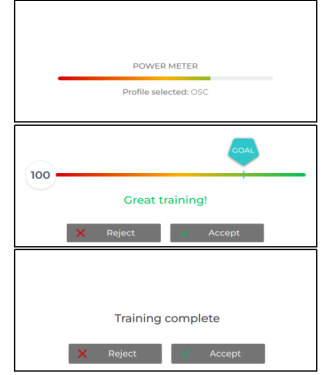 POWER METER
Profile selected: OSC
GOAL
100
Great training!
Reject Accept
Training complete
Reject Accept